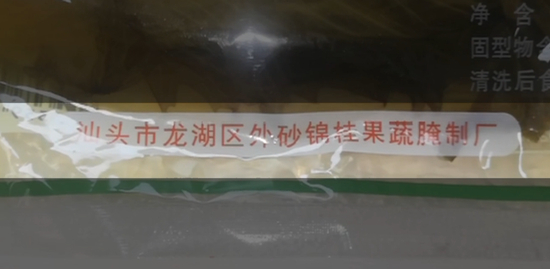 净含
固型物含
清洗后食
汕头市龙湖区外砂锦桂果蔬腌制厂